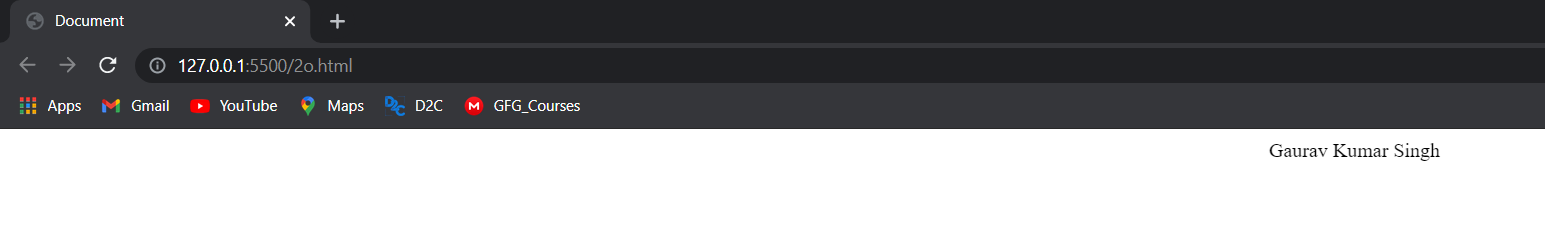 Document
127.0.0.1:5500/2o.html
Apps Gmail YouTube Maps D2C GFG_Courses
Gaurav Kumar Singh